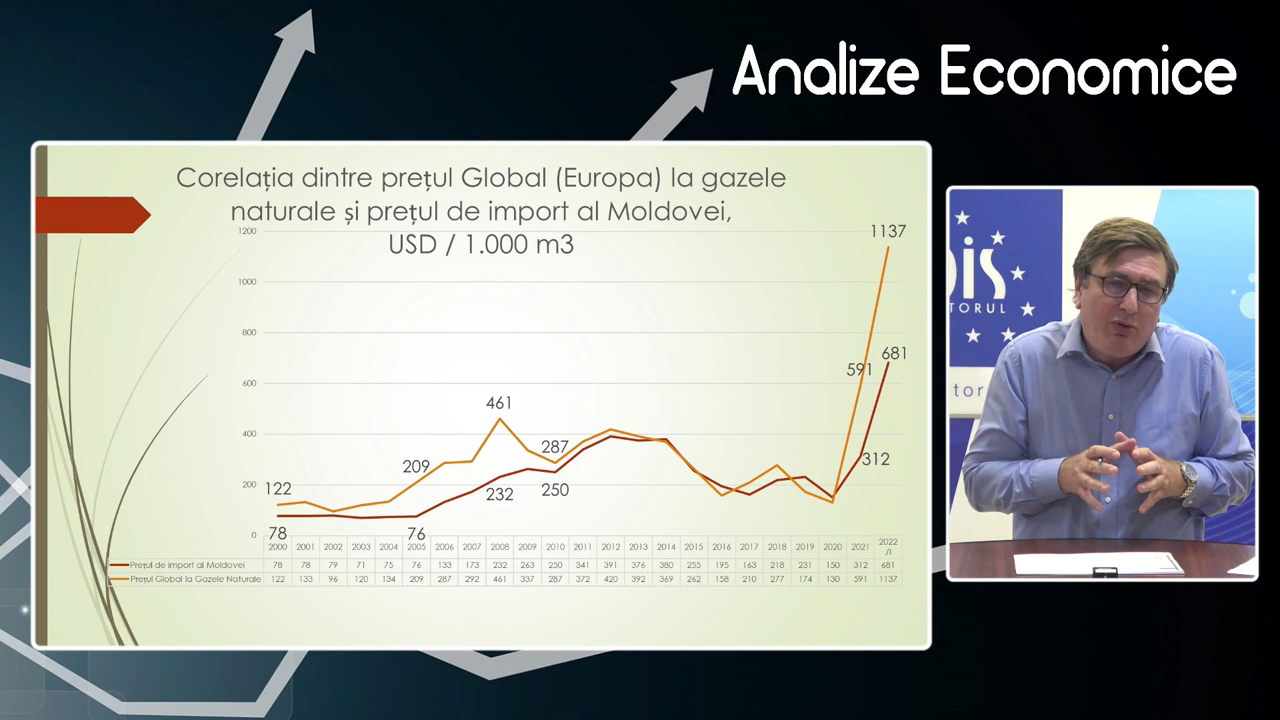 Analize Economice
Corelația dintre prețul Global (Europa) la gazele
naturale și prețul de import al Moldovei,
USD / 1.000 m3
1200
1000
800
600
400
200
0
122
78
209
76
461
232
287
250
1137
681
591
312
2000 2001 2002 2003 2004 2005 2006 2007 2008 2009 2010 2011 2012 2013 2014 2015 2016 2017 2018 2019 2020 2021 2022 /I
Prețul de import al Moldovei 78 78 79 71 75 76 133 173 232 263 250 341 391 376 380 255 195 163 218 231 150 312 681
Prețul Global la Gazele Naturale 122 133 96 120 134 209 287 292 461 337 287 372 420 392 369 262 158 210 277 174 130 591 1137
TORUL
tor